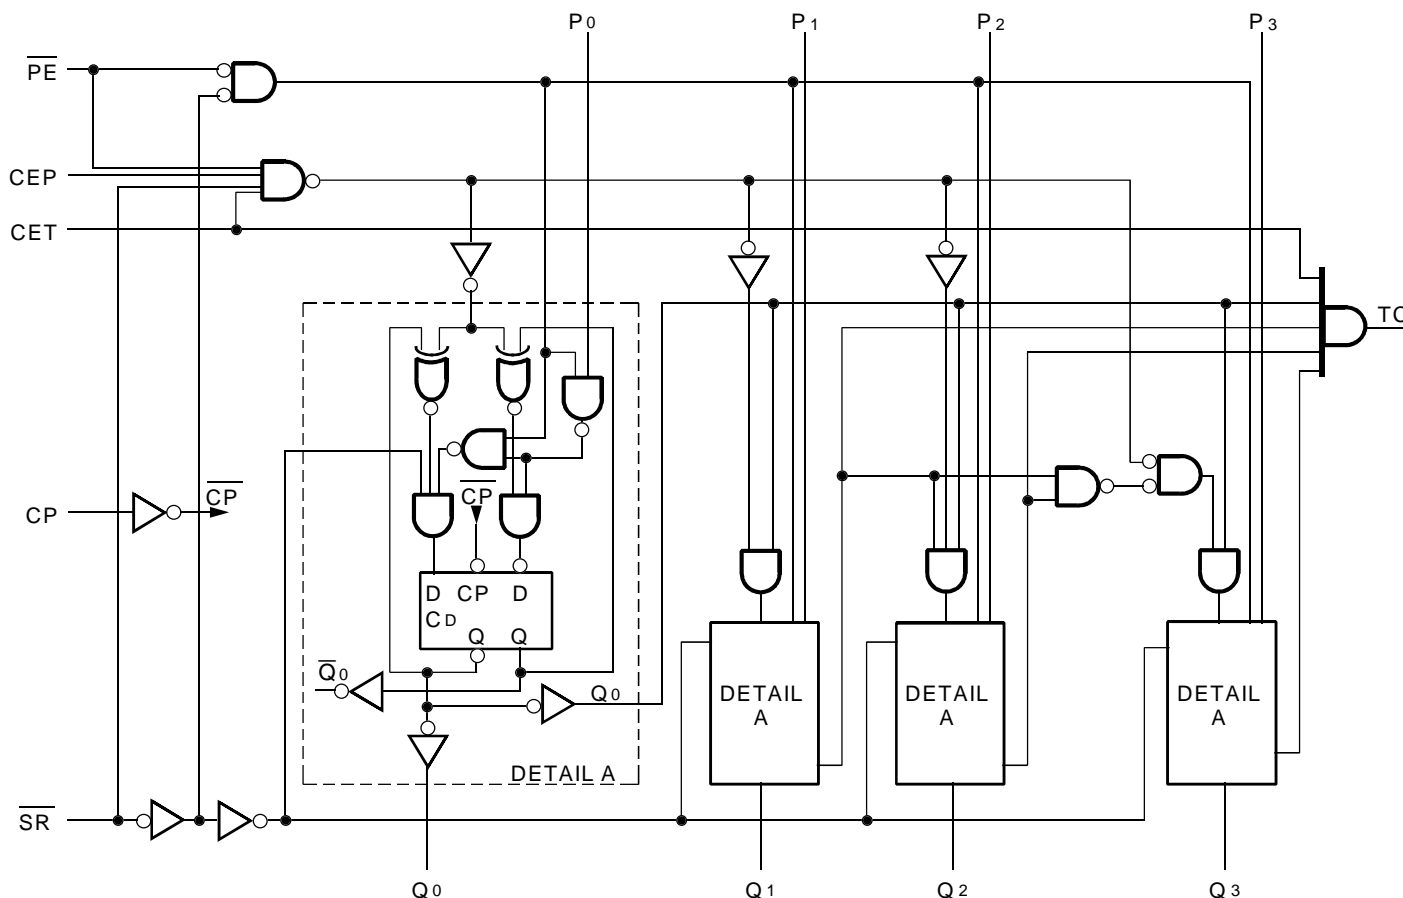 P0 P1 P2 P3
PE
CEP
CET
TC
CP
CP
CP
D CP D
CD
Q Q
Q0
Q0
DETAIL A
DETAIL
A
DETAIL
A
DETAIL
A
SR
Q0 Q1 Q2 Q3